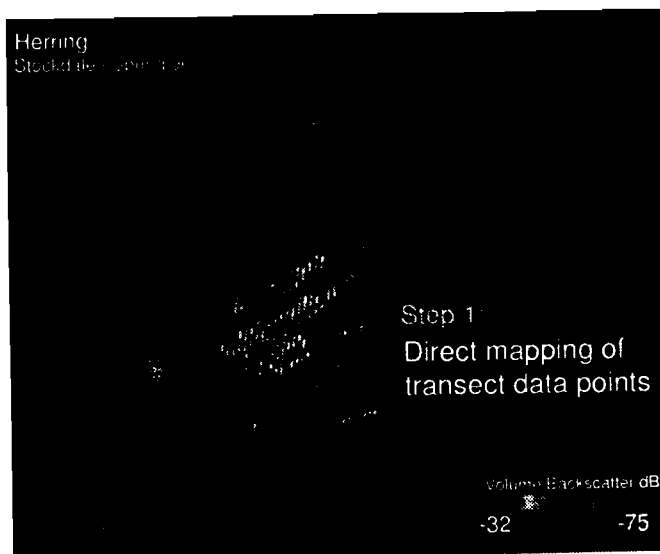 Herring
Step 1:
Direct mapping of
transect data points
Volume Backscatter dB
-32 -75